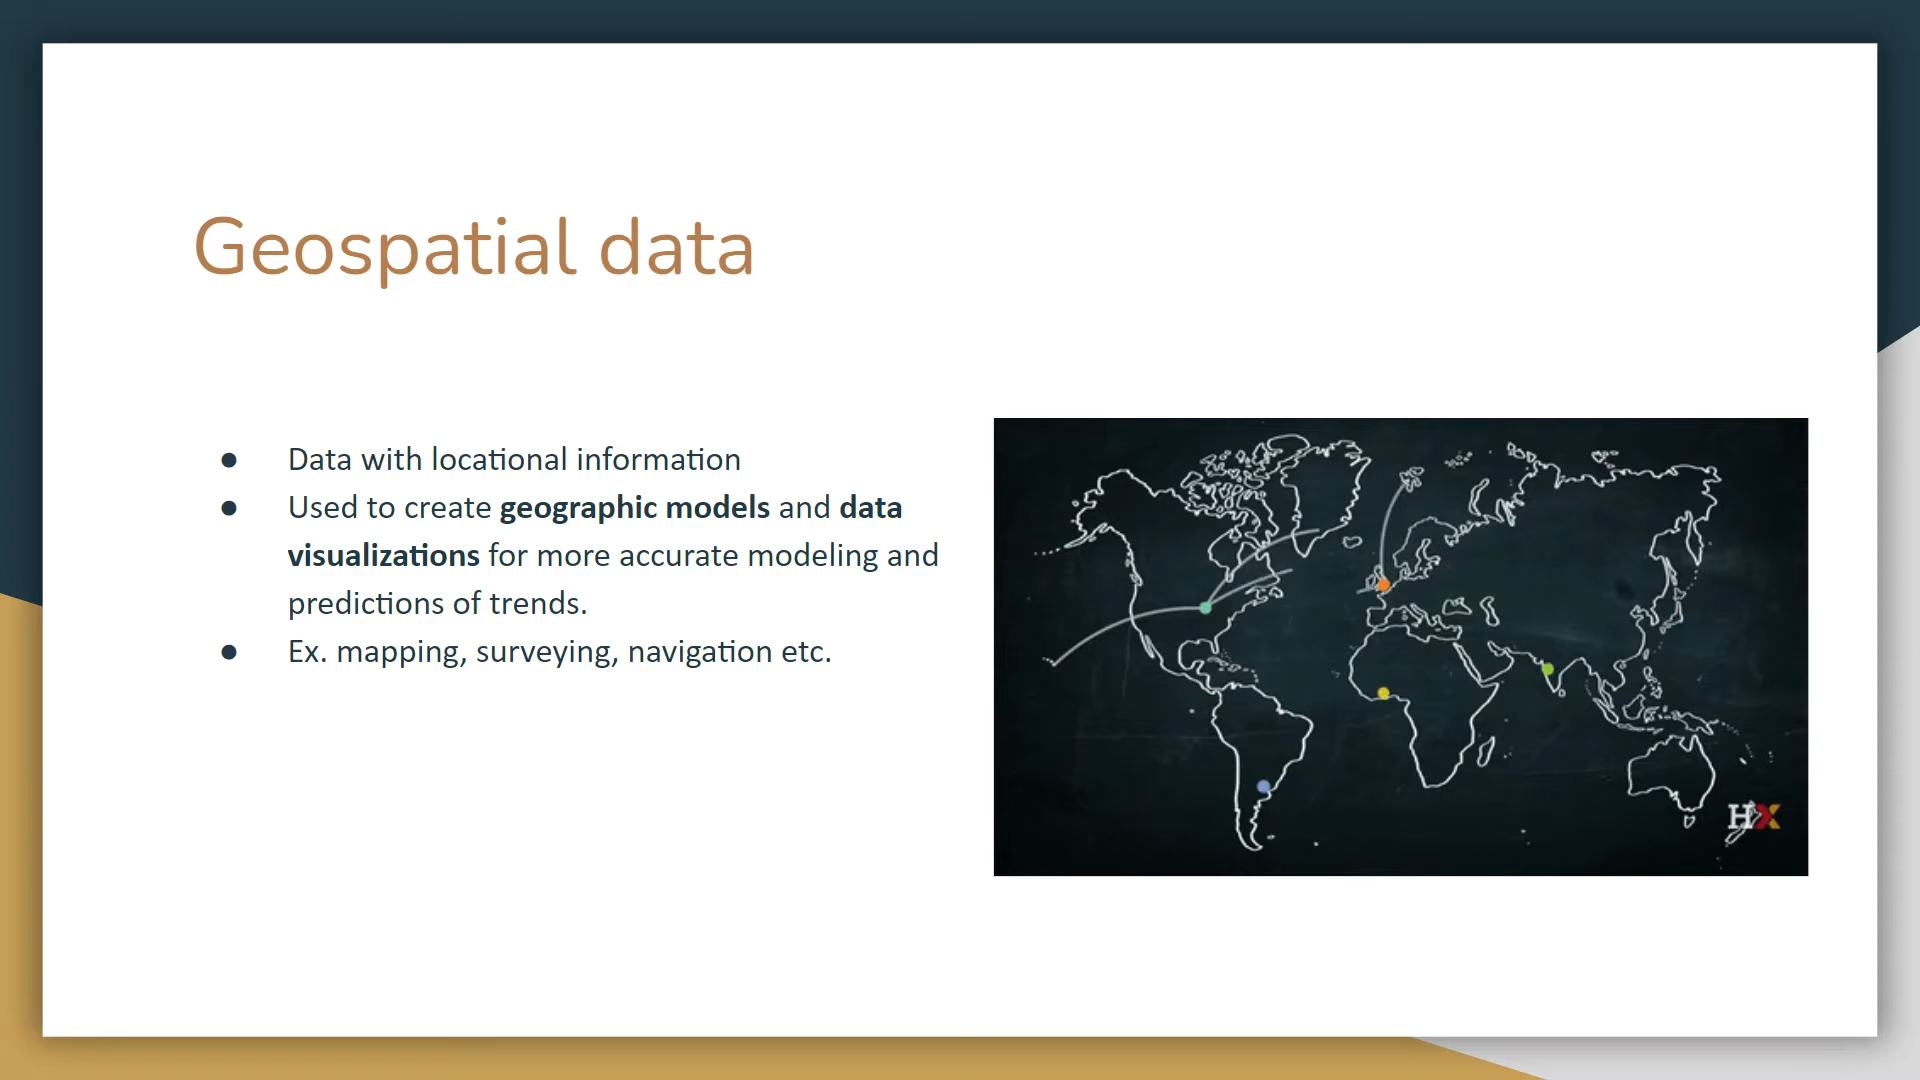 Geospatial data
● Data with locational information
● Used to create geographic models and data
visualizations for more accurate modeling and
predictions of trends.
● Ex. mapping, surveying, navigation etc.
HX